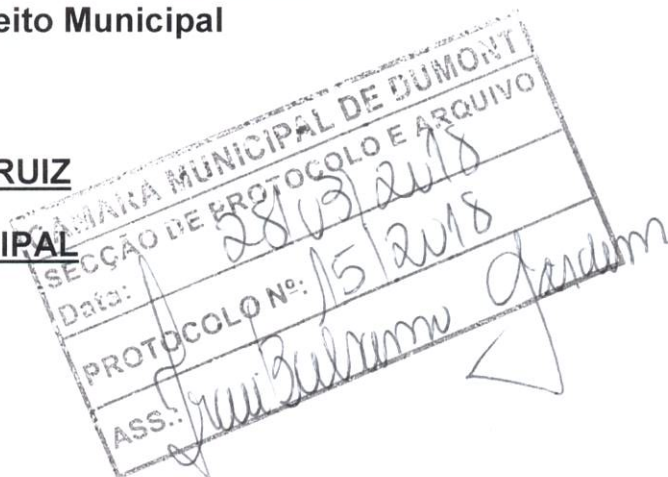 eito Municipal
RUIZ
IPAL
CÂMARA MUNICIPAL DE DUMONT
SECÇÃO DE PROTOCOLO E ARQUIVO
Data: 28/03/2018
PROTOCOLO Nº: 15/2018
ASS.: